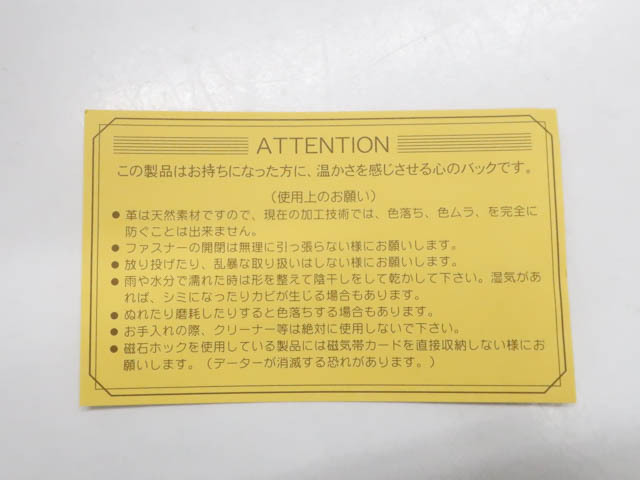 ATTENTION
この製品はお持ちになった方に、温かさを感じさせる心のバックです。
（使用上のお願い）
● 革は天然素材ですので、現在の加工技術では、色落ち、色ムラ、を完全に
防ぐことは出来ません。
● ファスナーの開閉は無理に引っ張らない様にお願いします。
● 放り投げたり、乱暴な取り扱いはしない様にお願いします。
● 雨や水分で濡れた時は形を整えて陰干しをして乾かして下さい。湿気があ
れば、シミになったりカビが生じる場合もあります。
● ぬれたり磨耗したりすると色落ちする場合もあります。
● お手入れの際、クリーナー等は絶対に使用しないで下さい。
● 磁石ホックを使用している製品には磁気帯カードを直接収納しない様にお
願いします。（データーが消滅する恐れがあります。）